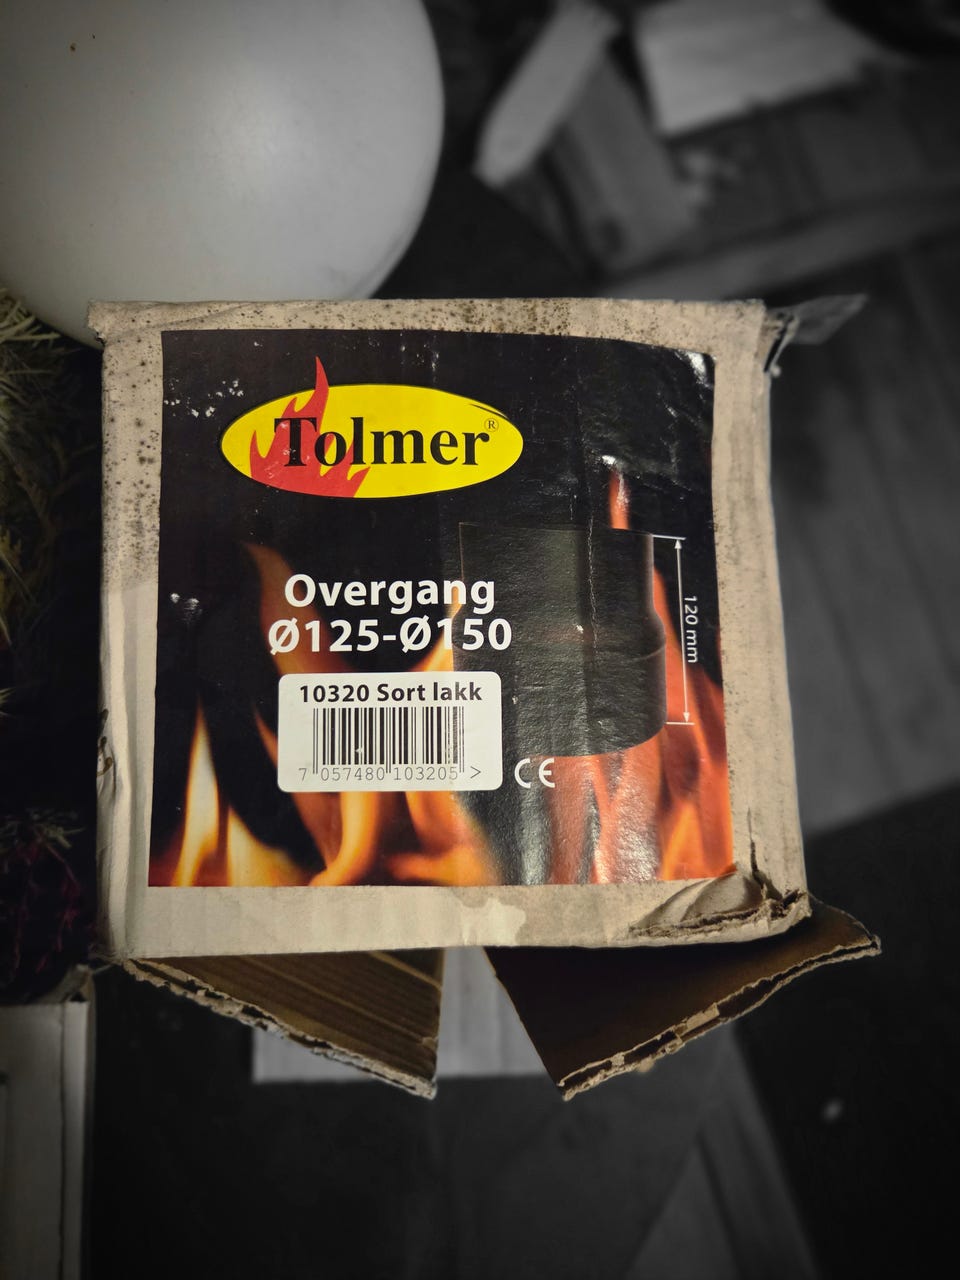 Tolmer®
Overgang
Ø125-Ø150
10320 Sort lakk
7 057480 103205 >
CE
120 mm